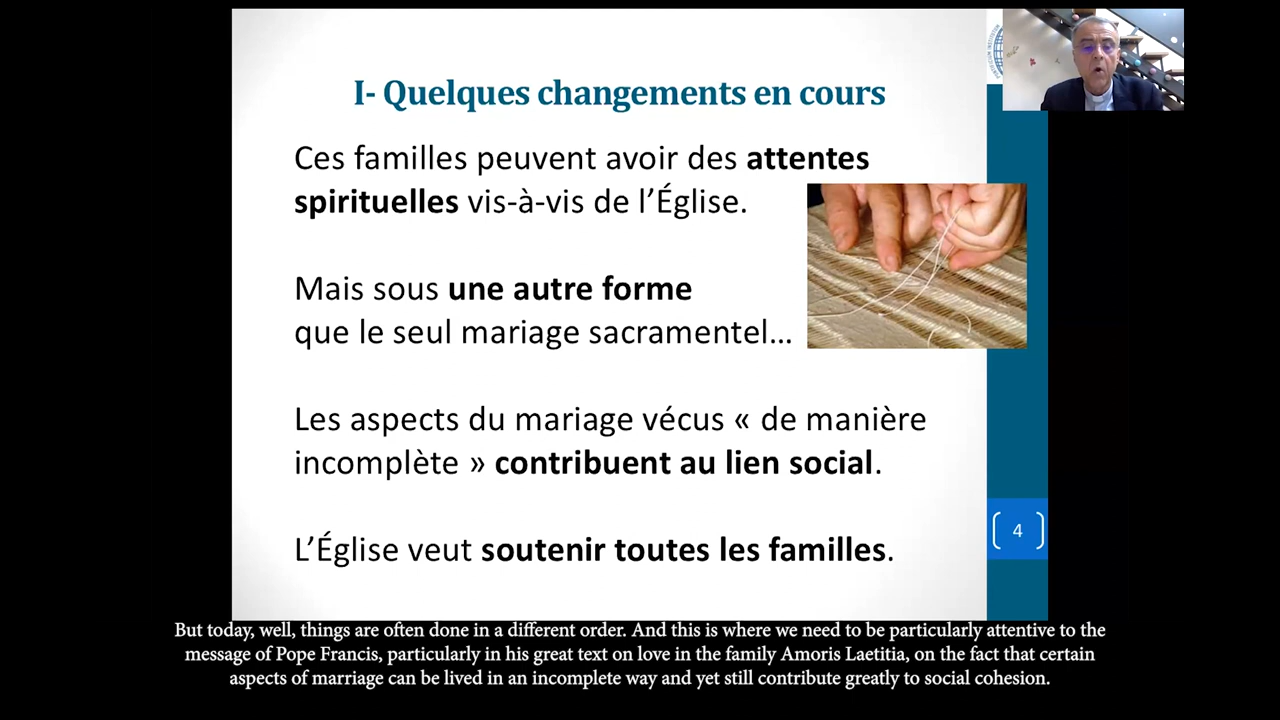 I- Quelques changements en cours
Ces familles peuvent avoir des attentes
spirituelles vis-à-vis de l’Église.
Mais sous une autre forme
que le seul mariage sacramentel…
Les aspects du mariage vécus « de manière
incomplète » contribuent au lien social.
L’Église veut soutenir toutes les familles.
4
But today, well, things are often done in a different order. And this is where we need to be particularly attentive to the
message of Pope Francis, particularly in his great text on love in the family Amoris Laetitia, on the fact that certain
aspects of marriage can be lived in an incomplete way and yet still contribute greatly to social cohesion.